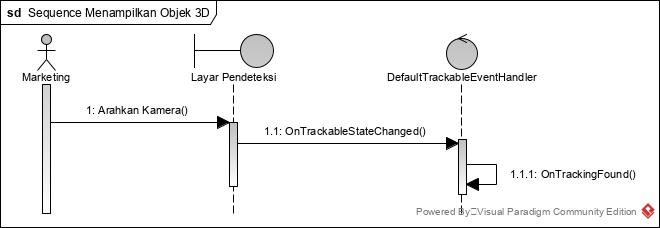 sd Sequence Menampilkan Objek 3D
Marketing
Layar Pendeteksi
DefaultTrackableEventHandler
1: Arahkan Kamera()
1.1: OnTrackableStateChanged()
1.1.1: OnTrackingFound()
Powered By Visual Paradigm Community Edition